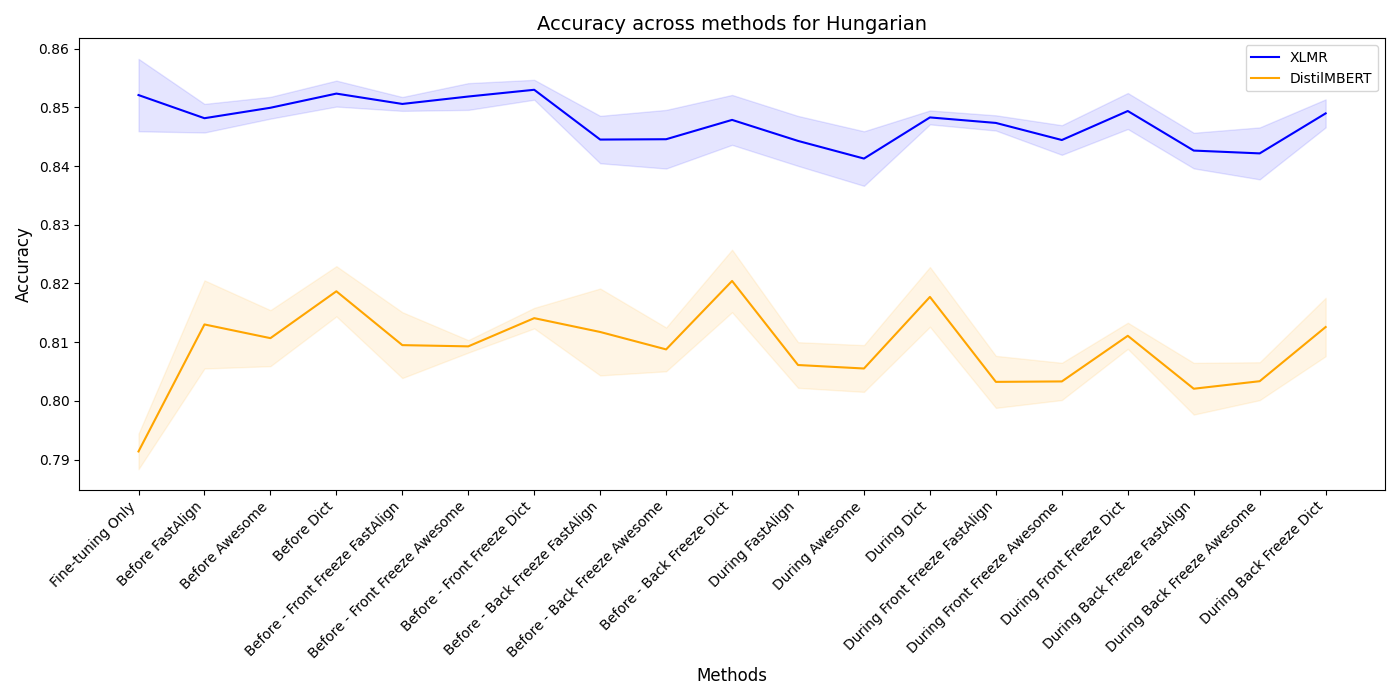 Accuracy across methods for Hungarian
XLMR
DistilMBERT
Accuracy
0.86
0.85
0.84
0.83
0.82
0.81
0.80
0.79
Fine-tuning Only
Before FastAlign
Before Awesome
Before Dict
Before - Front Freeze FastAlign
Before - Front Freeze Awesome
Before - Front Freeze Dict
Before - Back Freeze FastAlign
Before - Back Freeze Awesome
Before - Back Freeze Dict
During FastAlign
During Awesome
During Dict
During Front Freeze FastAlign
During Front Freeze Awesome
During Front Freeze Dict
During Back Freeze FastAlign
During Back Freeze Awesome
During Back Freeze Dict
Methods